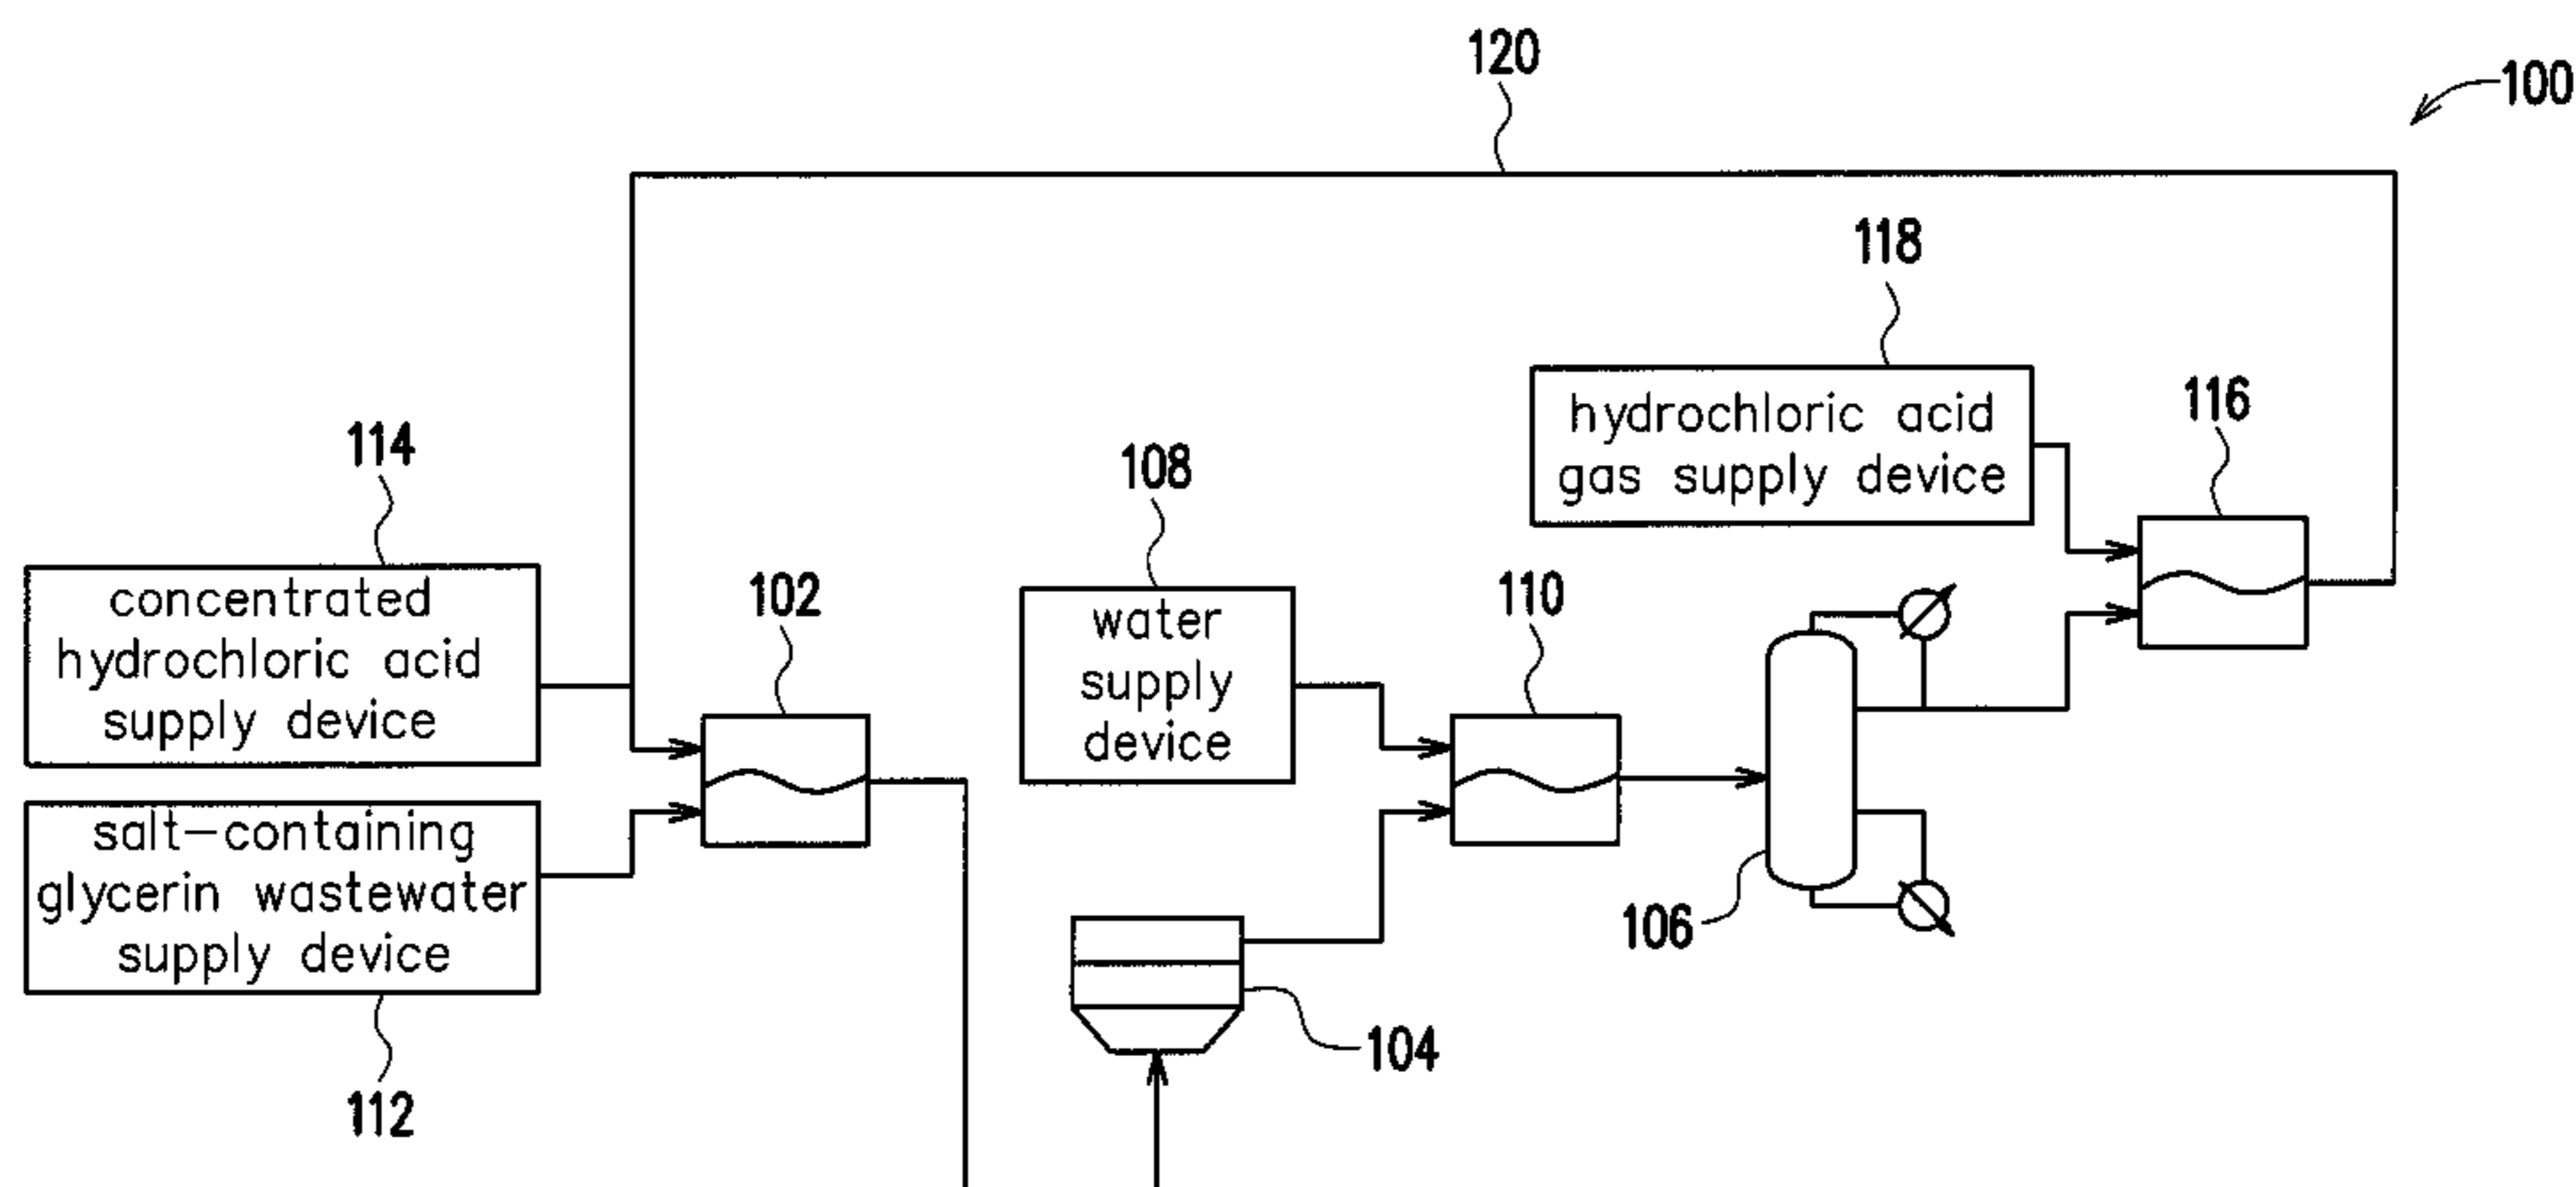 120
100
118
hydrochloric acid
gas supply device
116
114
108
concentrated
hydrochloric acid
supply device
102
water
supply
device
110
salt-containing
glycerin wastewater
supply device
106
104
112